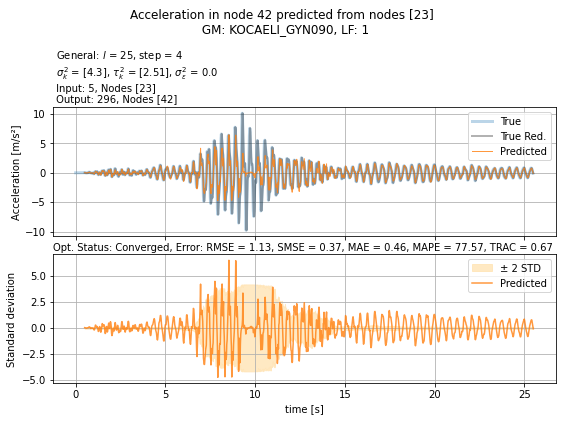 Acceleration in node 42 predicted from nodes [23]
GM: KOCAELI_GYN090, LF: 1
General: l = 25, step = 4
σ²ₖ = [4.3], τ²ₖ = [2.51], σ²ε = 0.0
Input: 5, Nodes [23]
Output: 296, Nodes [42]
Acceleration [m/s²]
10
5
0
−5
−10
True
True Red.
Predicted
Opt. Status: Converged, Error: RMSE = 1.13, SMSE = 0.37, MAE = 0.46, MAPE = 77.57, TRAC = 0.67
Standard deviation
5.0
2.5
0.0
−2.5
−5.0
± 2 STD
Predicted
0 5 10 15 20 25
time [s]